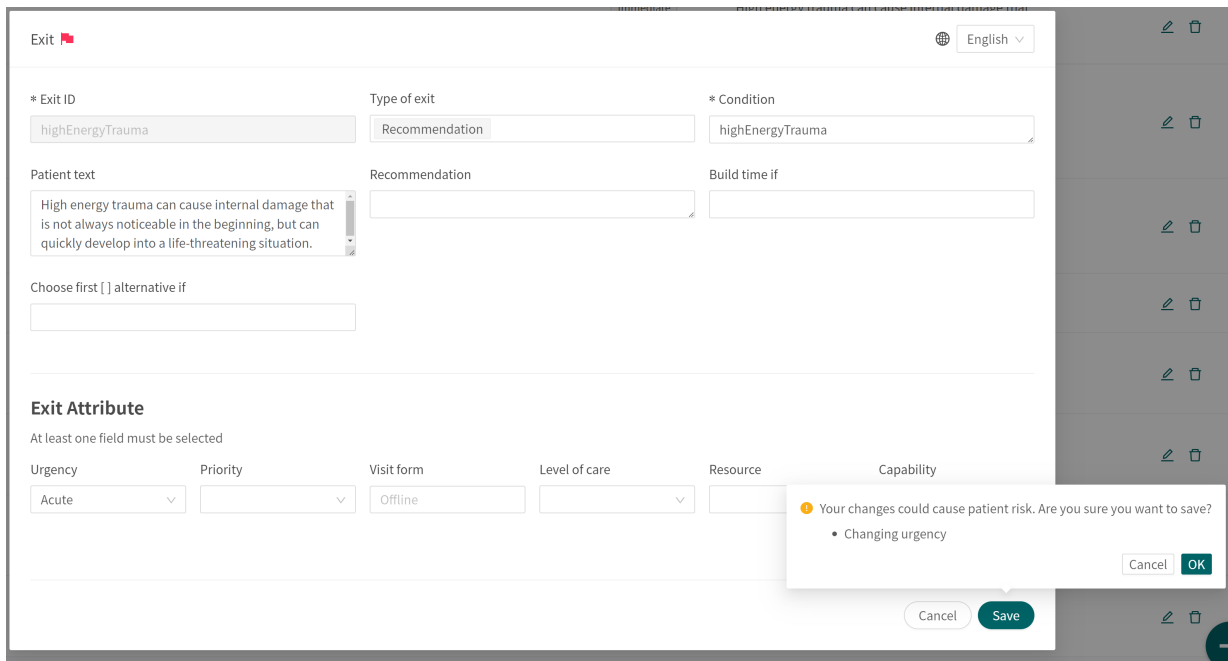 Exit
English
* Exit ID
Type of exit
* Condition
highEnergyTrauma
Recommendation
highEnergyTrauma
Patient text
Recommendation
Build time if
High energy trauma can cause internal damage that
is not always noticeable in the beginning, but can
quickly develop into a life-threatening situation.
Choose first [ ] alternative if
Exit Attribute
At least one field must be selected
Urgency
Priority
Visit form
Level of care
Resource
Capability
Acute
Offline
Your changes could cause patient risk. Are you sure you want to save?
• Changing urgency
Cancel
OK
Cancel
Save